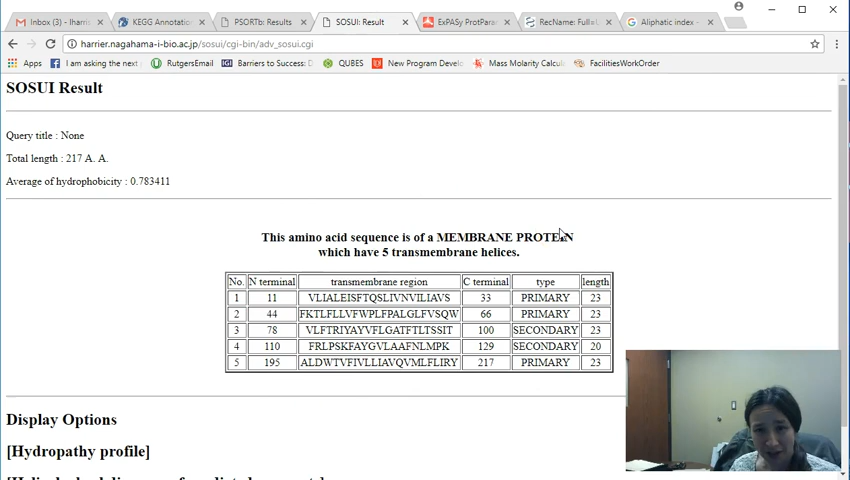 Inbox (3) - lharris
KEGG Annotation
PSORTb: Results
SOSUI: Result
ExPASy ProtParam
RecName: Full=L
Aliphatic index -
harrier.nagahama-i-bio.ac.jp/sosui/cgi-bin/adv_sosui.cgi
Apps
I am asking the next
RutgersEmail
Barriers to Success: D
QUBES
New Program Develo
Mass Molarity Calcula
FacilitiesWorkOrder
SOSUI Result
Query title : None
Total length : 217 A. A.
Average of hydrophobicity : 0.783411
This amino acid sequence is of a MEMBRANE PROTEIN
which have 5 transmembrane helices.
No. N terminal transmembrane region C terminal type length
1 11 VLIALEISFTQSLIVNVILIAVS 33 PRIMARY 23
2 44 FKTLFLLVFWPLFPALGLFVSQW 66 PRIMARY 23
3 78 VLFTRIYAYVFLGATFTLTSSIT 100 SECONDARY 23
4 110 FRLPSKFAYGVLAAFNLMPK 129 SECONDARY 20
5 195 ALDWTVFIVLLIAVQVMLFLIRY 217 PRIMARY 23
Display Options
[Hydropathy profile]